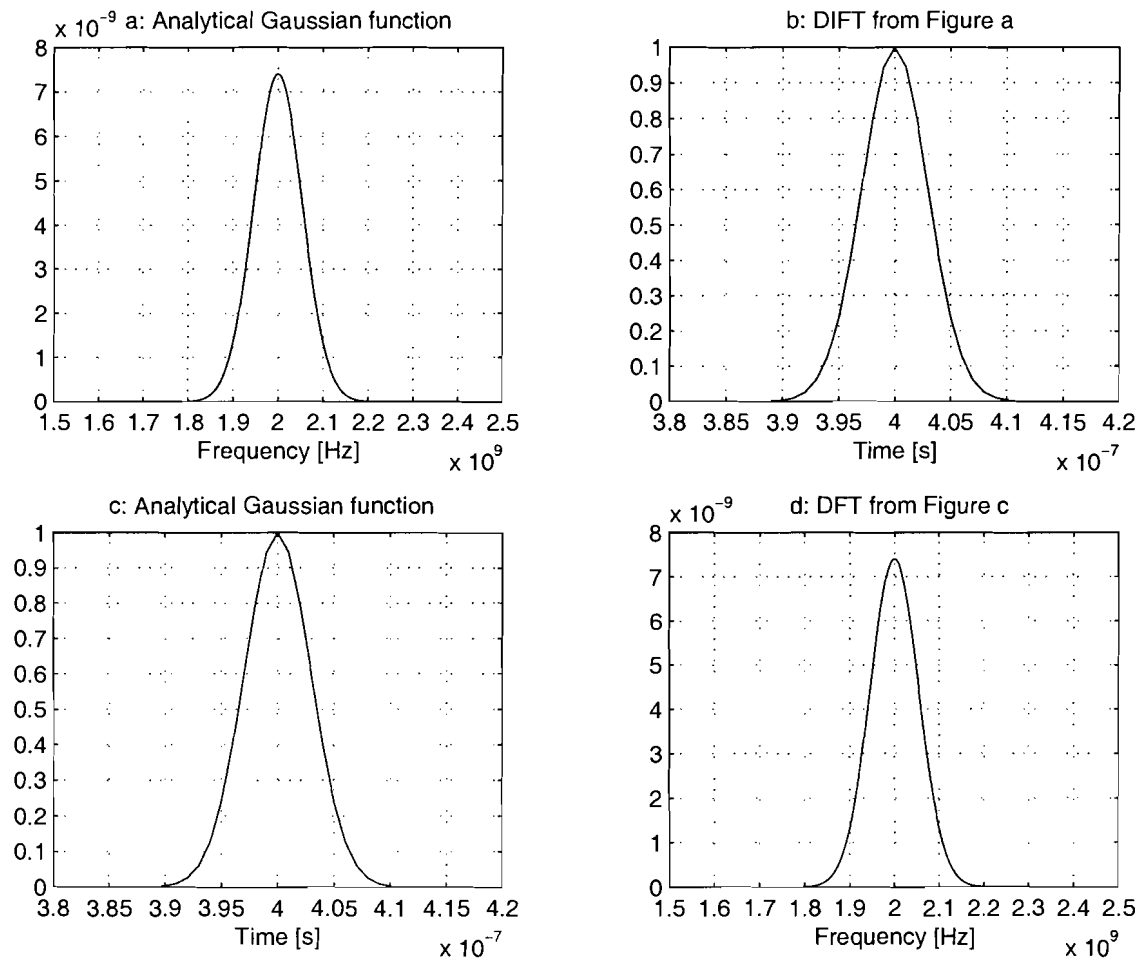 x 10⁻⁹ a: Analytical Gaussian function
8
7
6
5
4
3
2
1
0
1.5 1.6 1.7 1.8 1.9 2 2.1 2.2 2.3 2.4 2.5
Frequency [Hz]
x 10⁹
b: DIFT from Figure a
1
0.9
0.8
0.7
0.6
0.5
0.4
0.3
0.2
0.1
0
3.8 3.85 3.9 3.95 4 4.05 4.1 4.15 4.2
Time [s]
x 10⁻⁷
c: Analytical Gaussian function
1
0.9
0.8
0.7
0.6
0.5
0.4
0.3
0.2
0.1
0
3.8 3.85 3.9 3.95 4 4.05 4.1 4.15 4.2
Time [s]
x 10⁻⁷
x 10⁻⁹ d: DFT from Figure c
8
7
6
5
4
3
2
1
0
1.5 1.6 1.7 1.8 1.9 2 2.1 2.2 2.3 2.4 2.5
Frequency [Hz]
x 10⁹